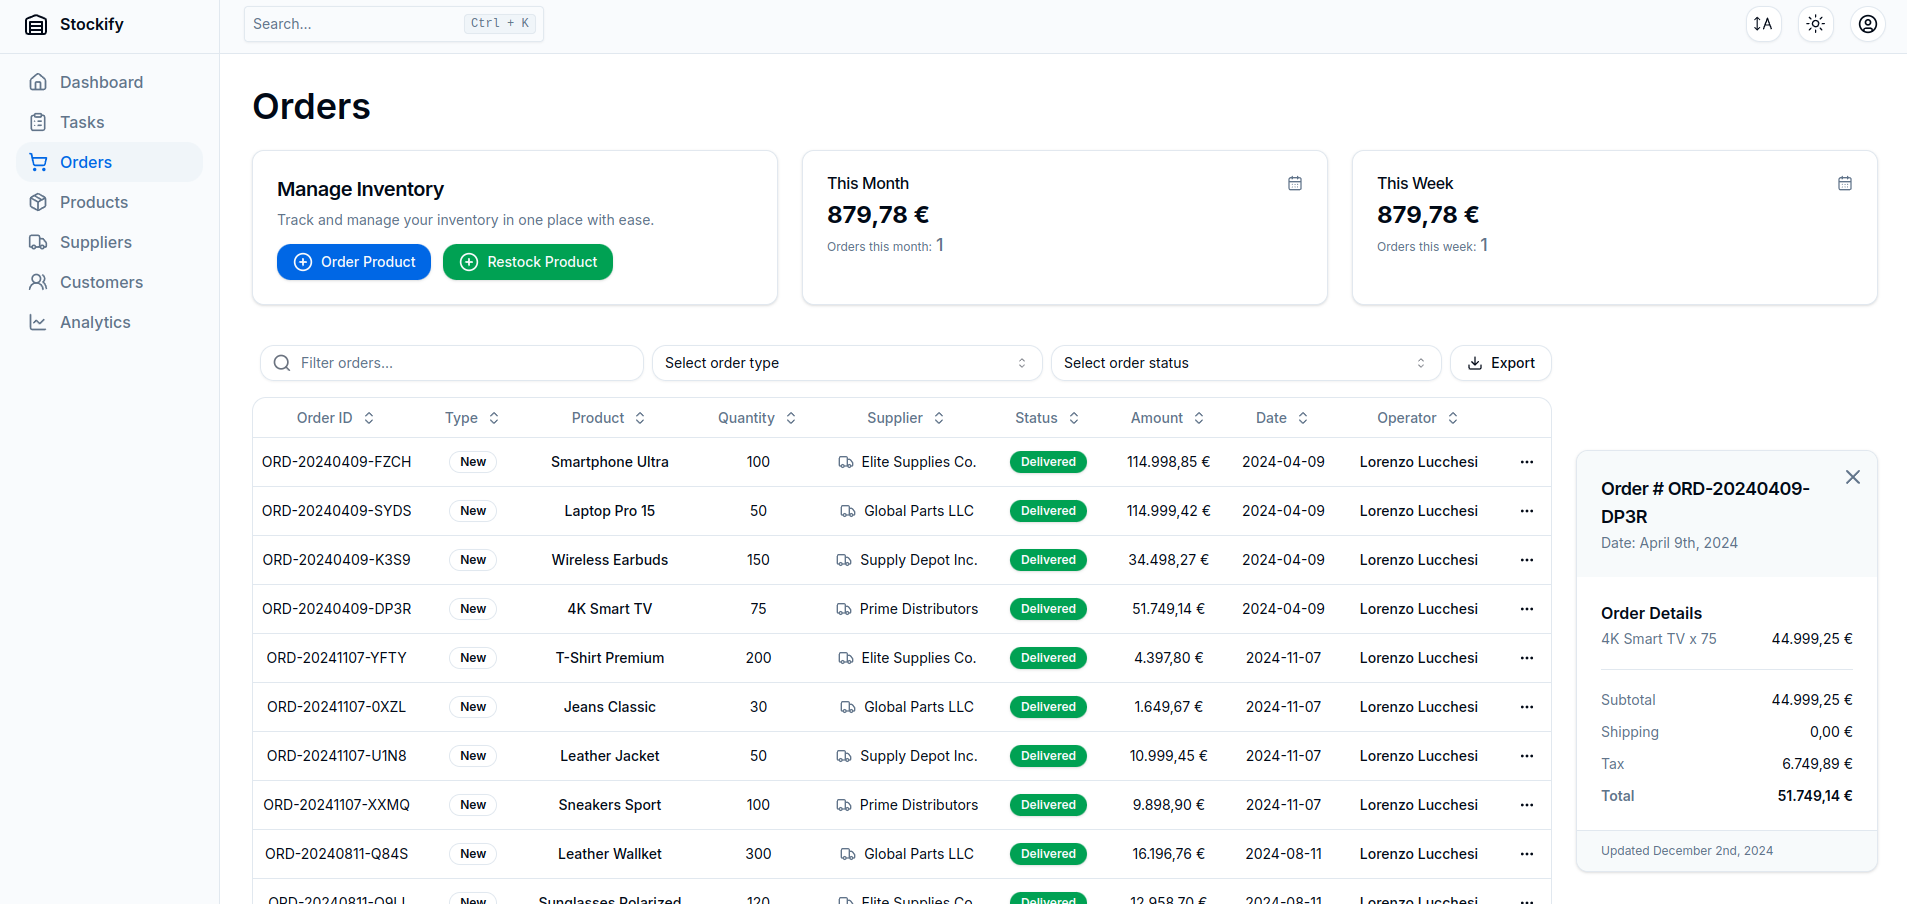 Stockify
Search...
Ctrl + K
Dashboard
Tasks
Orders
Products
Suppliers
Customers
Analytics
Orders
Manage Inventory
Track and manage your inventory in one place with ease.
Order Product
Restock Product
This Month
879,78 €
Orders this month: 1
This Week
879,78 €
Orders this week: 1
Filter orders...
Select order type
Select order status
Export
Order ID Type Product Quantity Supplier Status Amount Date Operator
ORD-20240409-FZCH New Smartphone Ultra 100 Elite Supplies Co. Delivered 114.998,85 € 2024-04-09 Lorenzo Lucchesi
ORD-20240409-SYDS New Laptop Pro 15 50 Global Parts LLC Delivered 114.999,42 € 2024-04-09 Lorenzo Lucchesi
ORD-20240409-K3S9 New Wireless Earbuds 150 Supply Depot Inc. Delivered 34.498,27 € 2024-04-09 Lorenzo Lucchesi
ORD-20240409-DP3R New 4K Smart TV 75 Prime Distributors Delivered 51.749,14 € 2024-04-09 Lorenzo Lucchesi
ORD-20241107-YFTY New T-Shirt Premium 200 Elite Supplies Co. Delivered 4.397,80 € 2024-11-07 Lorenzo Lucchesi
ORD-20241107-0XZL New Jeans Classic 30 Global Parts LLC Delivered 1.649,67 € 2024-11-07 Lorenzo Lucchesi
ORD-20241107-U1N8 New Leather Jacket 50 Supply Depot Inc. Delivered 10.999,45 € 2024-11-07 Lorenzo Lucchesi
ORD-20241107-XXMQ New Sneakers Sport 100 Prime Distributors Delivered 9.898,90 € 2024-11-07 Lorenzo Lucchesi
ORD-20240811-Q84S New Leather Wallket 300 Global Parts LLC Delivered 16.196,76 € 2024-08-11 Lorenzo Lucchesi
New Sunglasses Polarized 120 Elite Supplies Co. Delivered 12.958,70 € 2024-08-11 Lorenzo Lucchesi
Order # ORD-20240409-
DP3R
Date: April 9th, 2024
Order Details
4K Smart TV x 75 44.999,25 €
Subtotal 44.999,25 €
Shipping 0,00 €
Tax 6.749,89 €
Total 51.749,14 €
Updated December 2nd, 2024